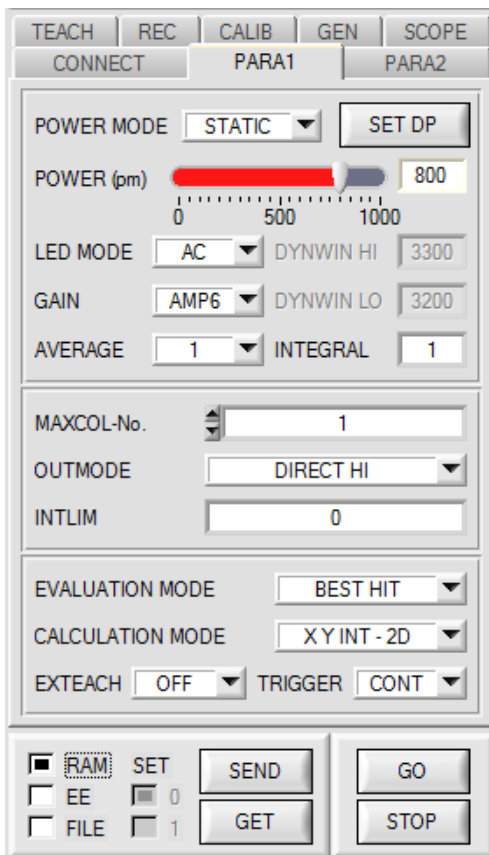 TEACH REC CALIB GEN SCOPE
CONNECT PARA1 PARA2
POWER MODE STATIC SET DP
POWER (pm) 800
0 500 1000
LED MODE AC DYNWIN HI 3300
GAIN AMP6 DYNWIN LO 3200
AVERAGE 1 INTEGRAL 1
MAXCOL-No. 1
OUTMODE DIRECT HI
INTLIM 0
EVALUATION MODE BEST HIT
CALCULATION MODE X Y INT - 2D
EXTEACH OFF TRIGGER CONT
RAM SET SEND GO
EE 0
FILE 1 GET STOP